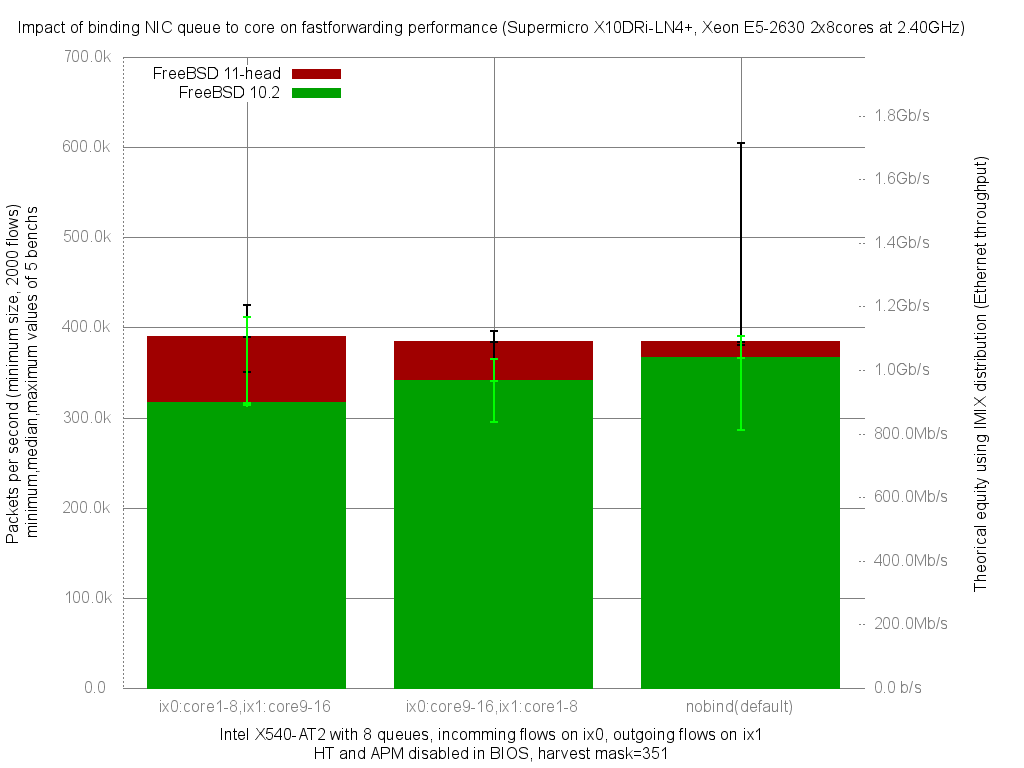 Impact of binding NIC queue to core on fastforwarding performance (Supermicro X10DRi-LN4+, Xeon E5-2630 2x8cores at 2.40GHz)
700.0k
600.0k
500.0k
400.0k
300.0k
200.0k
100.0k
0.0
Packets per second (minimum size, 2000 flows)
minimum,median,maximum values of 5 benchs
FreeBSD 11-head
FreeBSD 10.2
1.8Gb/s
1.6Gb/s
1.4Gb/s
1.2Gb/s
1.0Gb/s
800.0Mb/s
600.0Mb/s
400.0Mb/s
200.0Mb/s
0.0 b/s
Theorical equity using IMIX distribution (Ethernet throughput)
ix0:core1-8,ix1:core9-16
ix0:core9-16,ix1:core1-8
nobind(default)
Intel X540-AT2 with 8 queues, incomming flows on ix0, outgoing flows on ix1
HT and APM disabled in BIOS, harvest mask=351